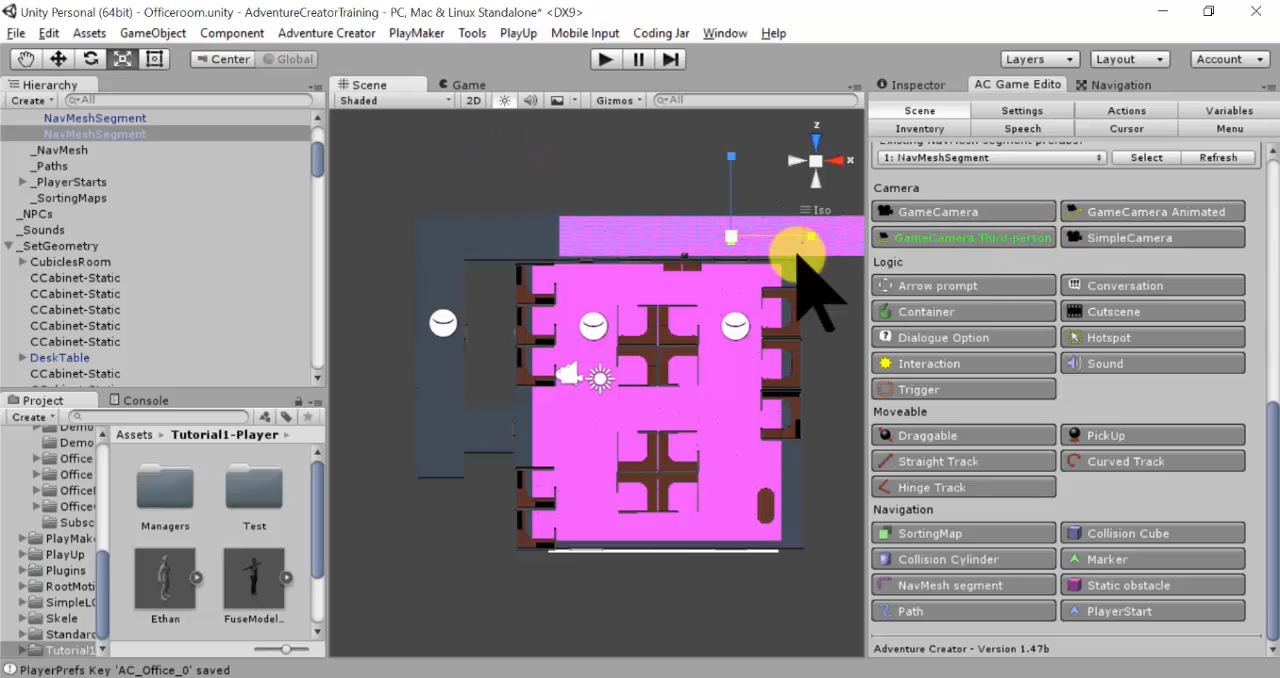 Unity Personal (64bit) - Officeroom.unity - AdventureCreatorTraining - PC, Mac & Linux Standalone* <DX9>
File Edit Assets GameObject Component Adventure Creator PlayMaker Tools PlayUp Mobile Input Coding Jar Window Help
Center Global Layers Layout Account
Hierarchy Scene Game Inspector AC Game Edito Navigation
Create All Shaded 2D Gizmos All
Scene Settings Actions Variables
Inventory Speech Cursor Menu
NavMeshSegment
NavMeshSegment
_NavMesh
_Paths
_PlayerStarts
_SortingMaps
_NPCs
_Sounds
_SetGeometry
CubiclesRoom
CCabinet-Static
CCabinet-Static
CCabinet-Static
CCabinet-Static
CCabinet-Static
DeskTable
CCabinet-Static
z
x
Iso
1: NavMeshSegment Select Refresh
Camera
GameCamera GameCamera Animated
GameCamera Third-person SimpleCamera
Logic
Arrow prompt Conversation
Container Cutscene
Dialogue Option Hotspot
Interaction Sound
Trigger
Moveable
Draggable PickUp
Straight Track Curved Track
Hinge Track
Navigation
SortingMap Collision Cube
Collision Cylinder Marker
NavMesh segment Static obstacle
Path PlayerStart
Adventure Creator - Version 1.47b
Project Console
Create
Demo
Demo
Office
Office
OfficeI
Office
Subsc
PlayMak
PlayUp
Plugins
RootMoti
SimpleLO
Skele
Standard
Tutorial1
Assets Tutorial1-Player
Managers Test
Ethan FuseModel...
PlayerPrefs Key 'AC_Office_0' saved